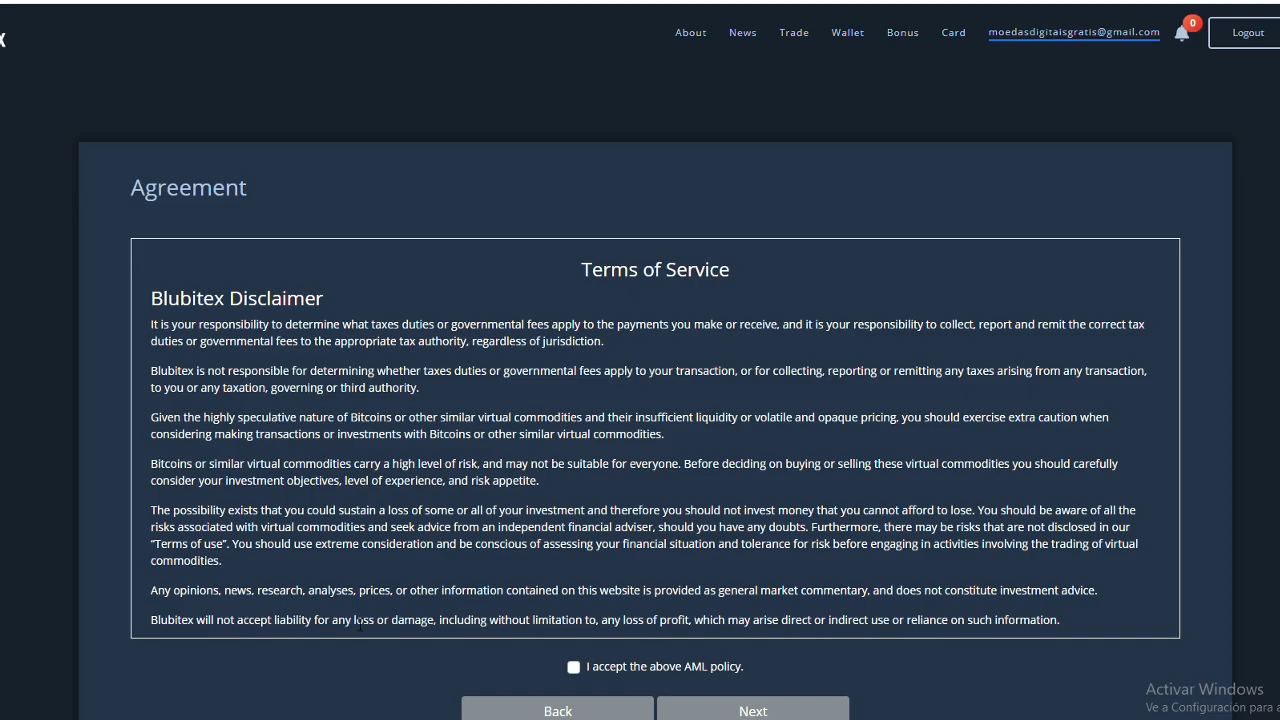 X
About News Trade Wallet Bonus Card moedasdigitaisgratis@gmail.com 0 Logout
Agreement
Terms of Service
Blubitex Disclaimer
It is your responsibility to determine what taxes duties or governmental fees apply to the payments you make or receive, and it is your responsibility to collect, report and remit the correct tax
duties or governmental fees to the appropriate tax authority, regardless of jurisdiction.
Blubitex is not responsible for determining whether taxes duties or governmental fees apply to your transaction, or for collecting, reporting or remitting any taxes arising from any transaction,
to you or any taxation, governing or third authority.
Given the highly speculative nature of Bitcoins or other similar virtual commodities and their insufficient liquidity or volatile and opaque pricing, you should exercise extra caution when
considering making transactions or investments with Bitcoins or other similar virtual commodities.
Bitcoins or similar virtual commodities carry a high level of risk, and may not be suitable for everyone. Before deciding on buying or selling these virtual commodities you should carefully
consider your investment objectives, level of experience, and risk appetite.
The possibility exists that you could sustain a loss of some or all of your investment and therefore you should not invest money that you cannot afford to lose. You should be aware of all the
risks associated with virtual commodities and seek advice from an independent financial adviser, should you have any doubts. Furthermore, there may be risks that are not disclosed in our
“Terms of use”. You should use extreme consideration and be conscious of assessing your financial situation and tolerance for risk before engaging in activities involving the trading of virtual
commodities.
Any opinions, news, research, analyses, prices, or other information contained on this website is provided as general market commentary, and does not constitute investment advice.
Blubitex will not accept liability for any loss or damage, including without limitation to, any loss of profit, which may arise direct or indirect use or reliance on such information.
I accept the above AML policy.
Back Next
Activar Windows
Ve a Configuración para a